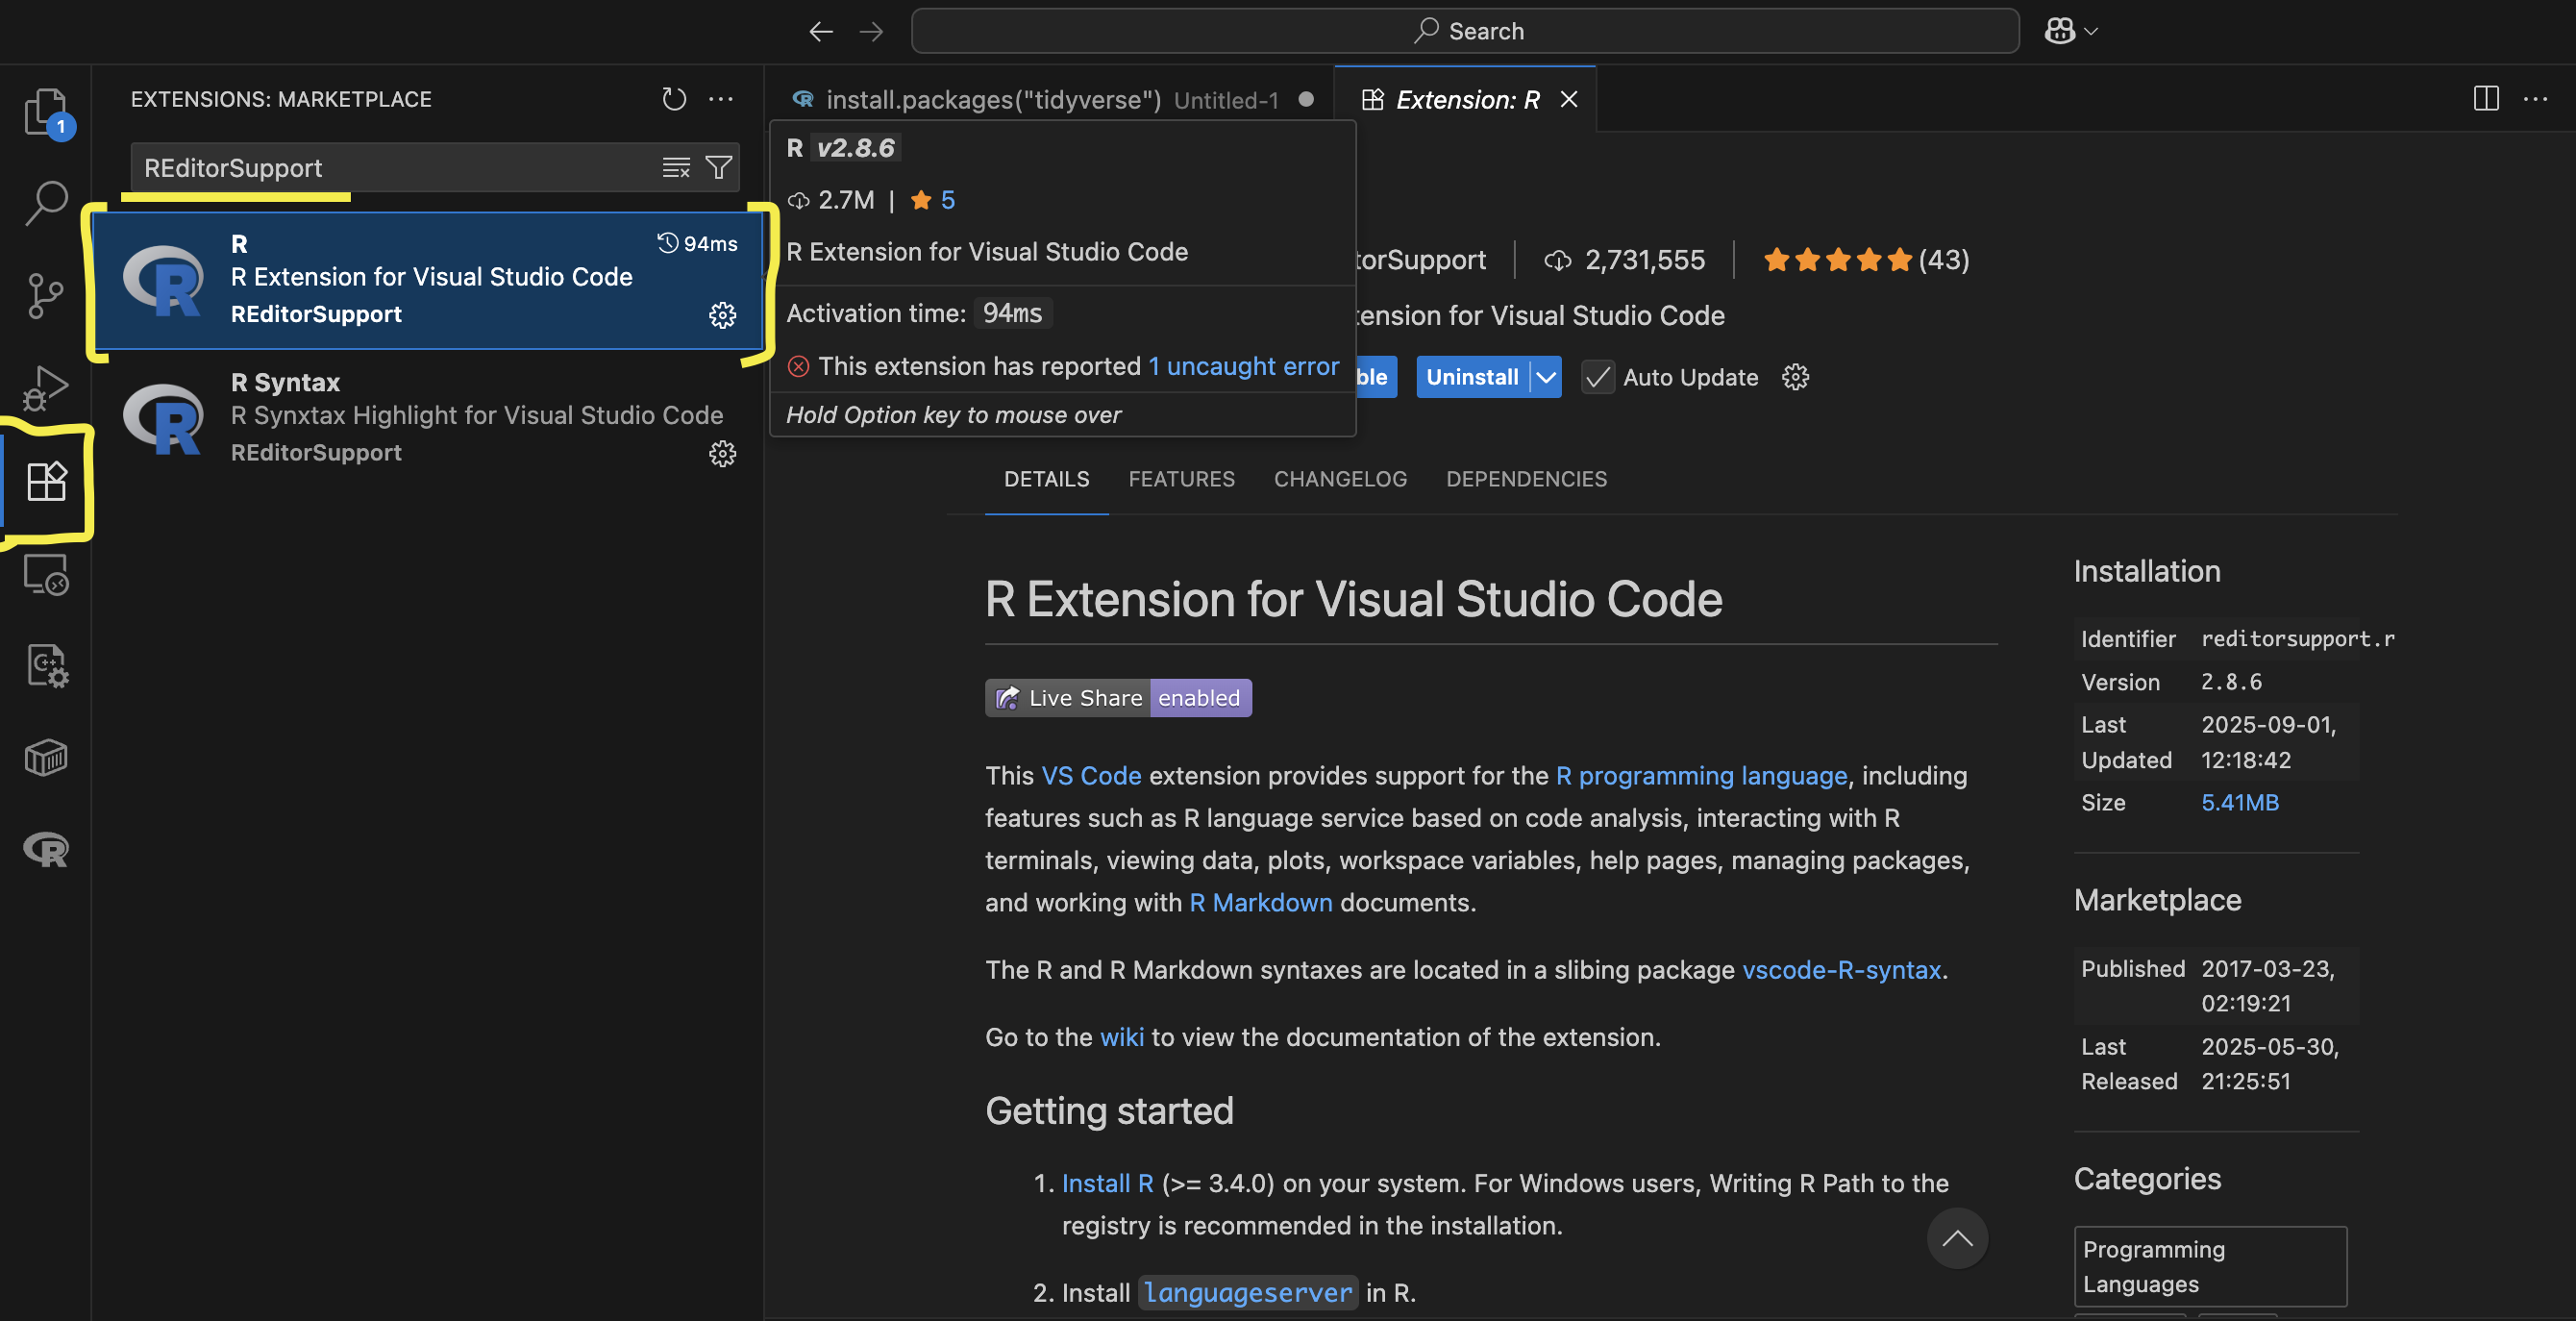 Search
EXTENSIONS: MARKETPLACE
1
REditorSupport
R
94ms
R Extension for Visual Studio Code
REditorSupport
R Syntax
R Synxtax Highlight for Visual Studio Code
REditorSupport
install.packages("tidyverse") Untitled-1
Extension: R
R v2.8.6
2.7M | 5
R Extension for Visual Studio Code
Activation time: 94ms
This extension has reported 1 uncaught error
Hold Option key to mouse over
torSupport | 2,731,555 | (43)
tension for Visual Studio Code
ble Uninstall Auto Update
DETAILS FEATURES CHANGELOG DEPENDENCIES
R Extension for Visual Studio Code
Live Share enabled
This VS Code extension provides support for the R programming language, including
features such as R language service based on code analysis, interacting with R
terminals, viewing data, plots, workspace variables, help pages, managing packages,
and working with R Markdown documents.
The R and R Markdown syntaxes are located in a slibing package vscode-R-syntax.
Go to the wiki to view the documentation of the extension.
Getting started
1. Install R (>= 3.4.0) on your system. For Windows users, Writing R Path to the
registry is recommended in the installation.
2. Install languageserver in R.
Installation
Identifier reditorsupport.r
Version 2.8.6
Last 2025-09-01,
Updated 12:18:42
Size 5.41MB
Marketplace
Published 2017-03-23,
02:19:21
Last 2025-05-30,
Released 21:25:51
Categories
Programming
Languages